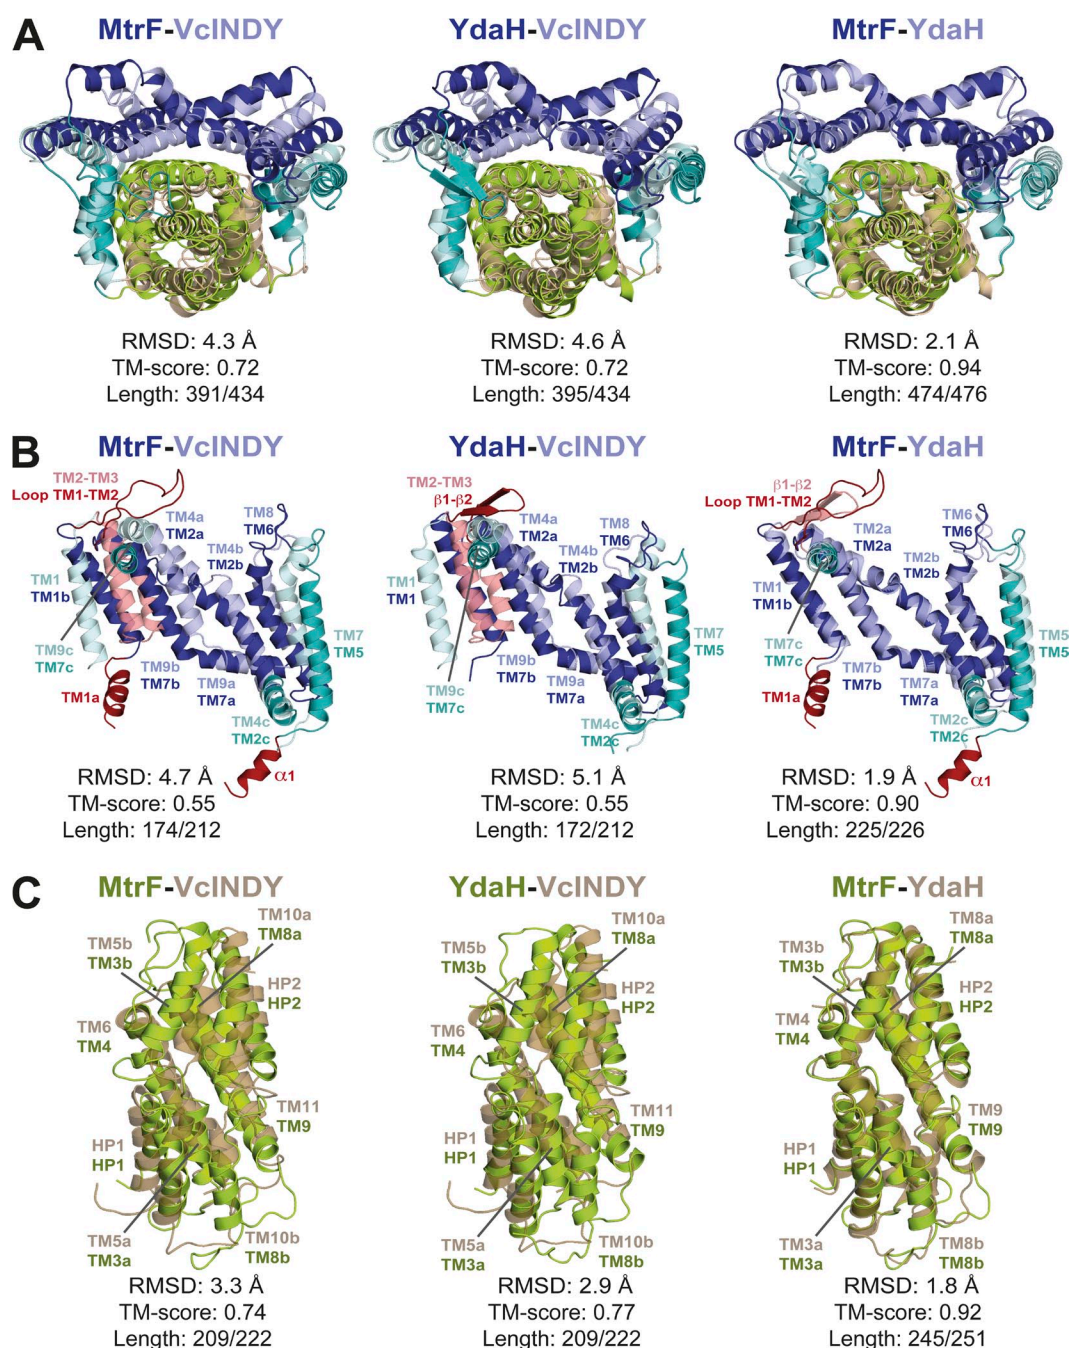 A
MtrF-VcINDY
YdaH-VcINDY
MtrF-YdaH
RMSD: 4.3 Å
TM-score: 0.72
Length: 391/434
RMSD: 4.6 Å
TM-score: 0.72
Length: 395/434
RMSD: 2.1 Å
TM-score: 0.94
Length: 474/476
B
MtrF-VcINDY
TM2-TM3
Loop TM1-TM2
TM4a
TM2a
TM8
TM6
TM4b
TM2b
TM1
TM1b
TM9c
TM7c
TM9b
TM7b
TM9a
TM7a
TM7
TM5
TM1a
TM4c
TM2c
α1
RMSD: 4.7 Å
TM-score: 0.55
Length: 174/212
YdaH-VcINDY
TM2-TM3
β1-β2
TM4a
TM2a
TM8
TM6
TM4b
TM2b
TM1
TM1
TM9c
TM7c
TM9b
TM7b
TM9a
TM7a
TM7
TM5
TM4c
TM2c
RMSD: 5.1 Å
TM-score: 0.55
Length: 172/212
MtrF-YdaH
β1-β2
Loop TM1-TM2
TM2a
TM2a
TM6
TM6
TM2b
TM2b
TM1
TM1b
TM7c
TM7c
TM7b
TM7b
TM7a
TM7a
TM5
TM5
TM1a
TM2c
TM2c
α1
RMSD: 1.9 Å
TM-score: 0.90
Length: 225/226
C
MtrF-VcINDY
TM10a
TM8a
TM5b
TM3b
HP2
HP2
TM6
TM4
TM11
TM9
HP1
HP1
TM5a
TM3a
TM10b
TM8b
RMSD: 3.3 Å
TM-score: 0.74
Length: 209/222
YdaH-VcINDY
TM10a
TM8a
TM5b
TM3b
HP2
HP2
TM6
TM4
TM11
TM9
HP1
HP1
TM5a
TM3a
TM10b
TM8b
RMSD: 2.9 Å
TM-score: 0.77
Length: 209/222
MtrF-YdaH
TM8a
TM8a
TM3b
TM3b
HP2
HP2
TM4
TM4
TM9
TM9
HP1
HP1
TM3a
TM3a
TM8b
TM8b
RMSD: 1.8 Å
TM-score: 0.92
Length: 245/251